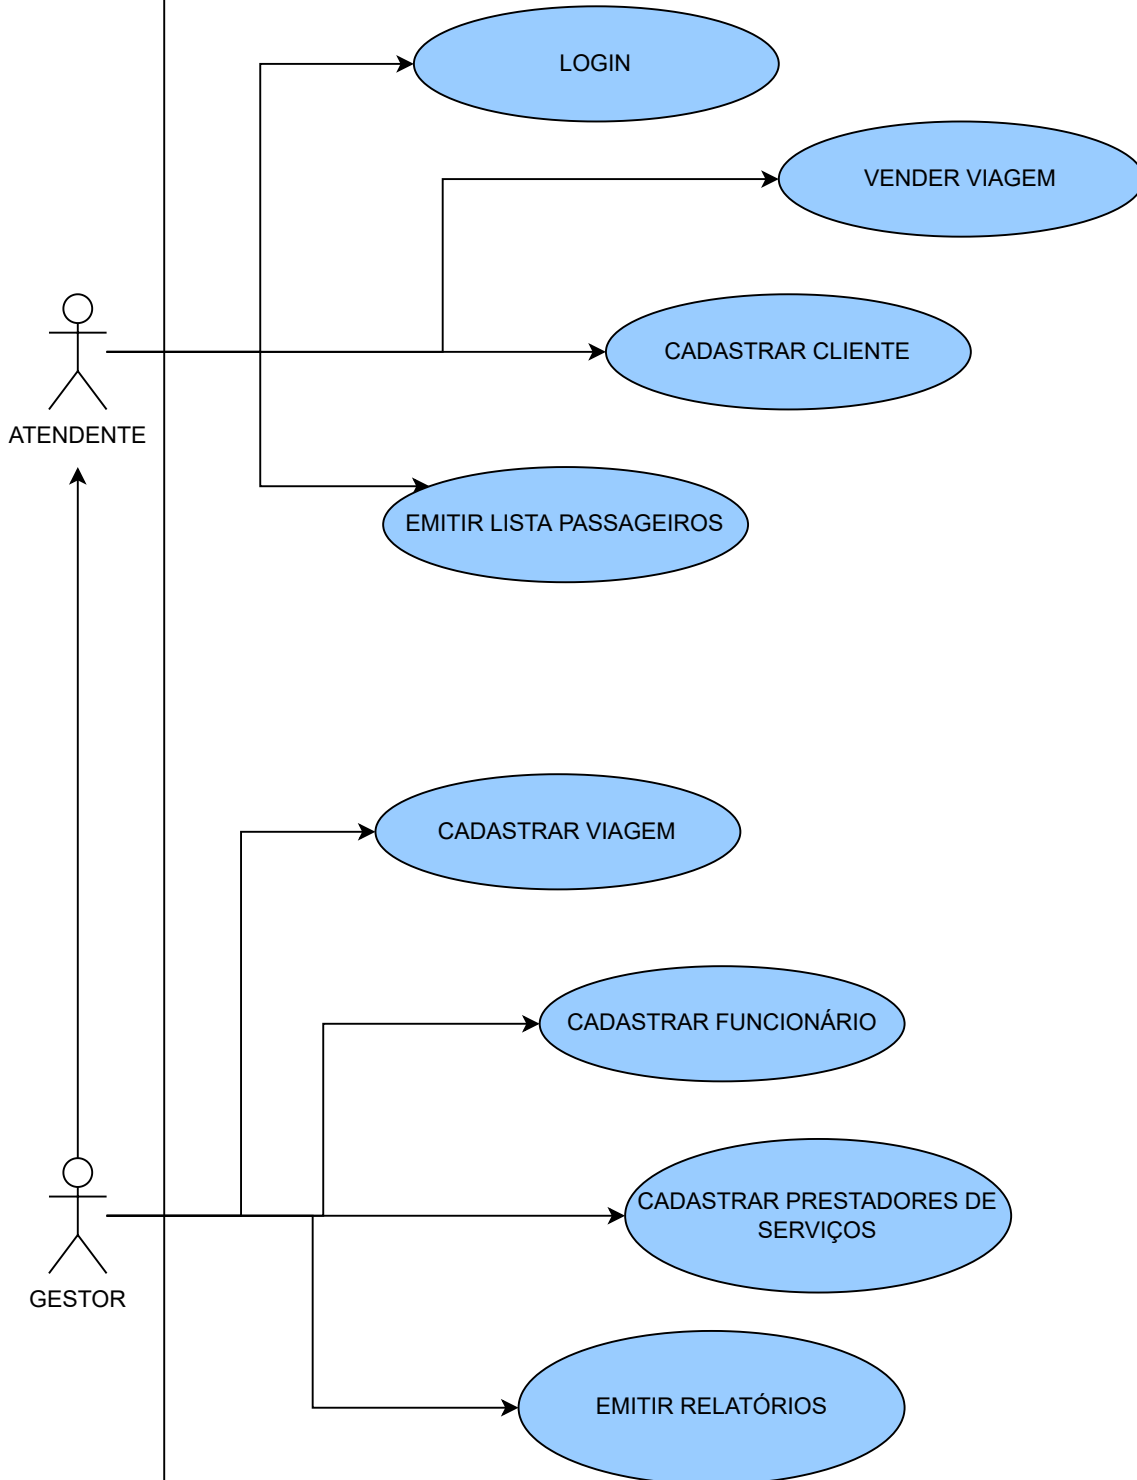 LOGIN
VENDER VIAGEM
CADASTRAR CLIENTE
ATENDENTE
EMITIR LISTA PASSAGEIROS
CADASTRAR VIAGEM
CADASTRAR FUNCIONÁRIO
CADASTRAR PRESTADORES DE
SERVIÇOS
GESTOR
EMITIR RELATÓRIOS